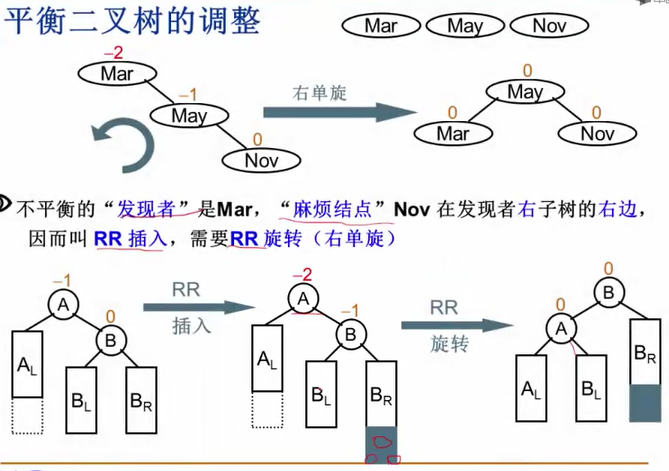 平衡二叉树的调整
Mar May Nov
-2
Mar
-1
May
0
Nov
右单旋
0
May
0
Mar
0
Nov
不平衡的“发现者”是Mar，“麻烦结点”Nov 在发现者右子树的右边，
因而叫 RR 插入，需要RR 旋转（右单旋）
-1
A
0
B
AL
BL
BR
RR
插入
-2
A
-1
B
AL
BL
BR
RR
旋转
0
B
0
A
AL
BL
BR